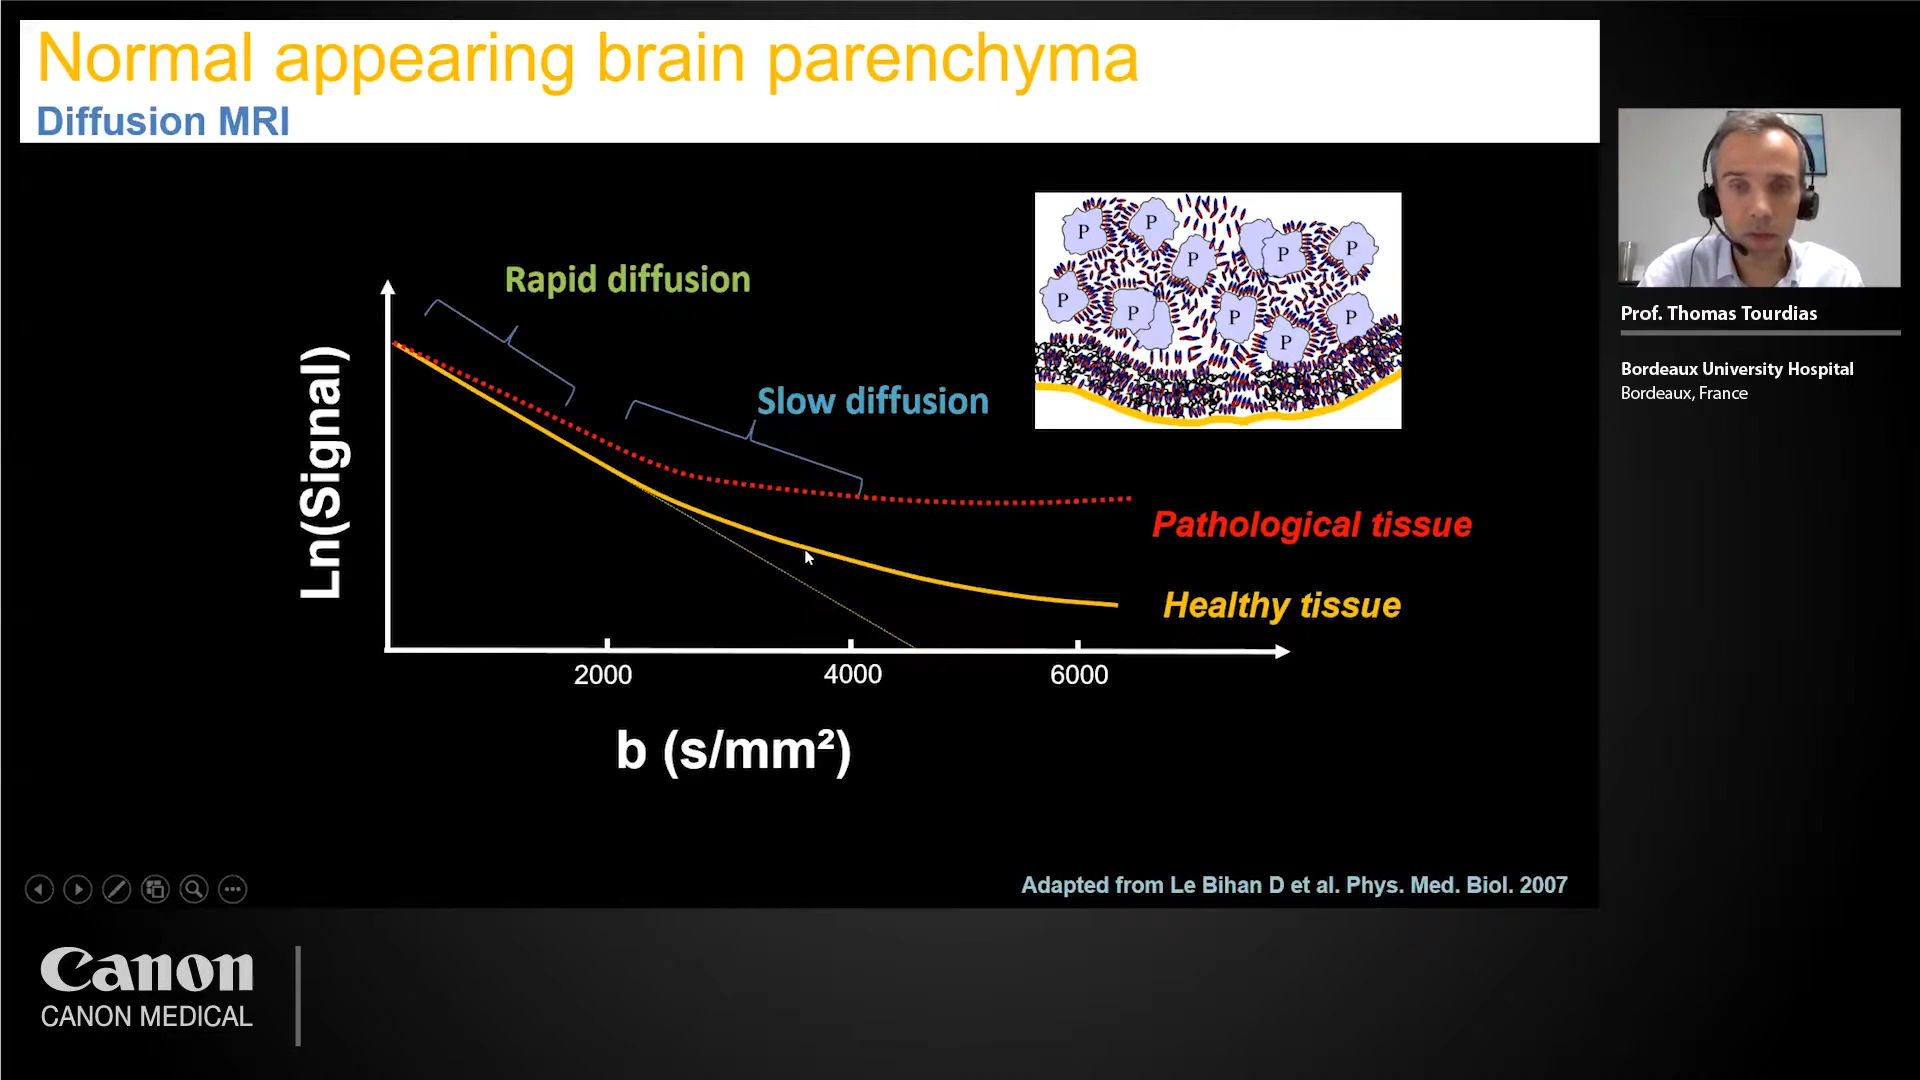 Normal appearing brain parenchyma
Diffusion MRI
Rapid diffusion
Slow diffusion
P P P P P
P P P P P
Ln(Signal)
Pathological tissue
Healthy tissue
2000 4000 6000
b (s/mm²)
Adapted from Le Bihan D et al. Phys. Med. Biol. 2007
Prof. Thomas Tourdias
Bordeaux University Hospital
Bordeaux, France
Canon
CANON MEDICAL